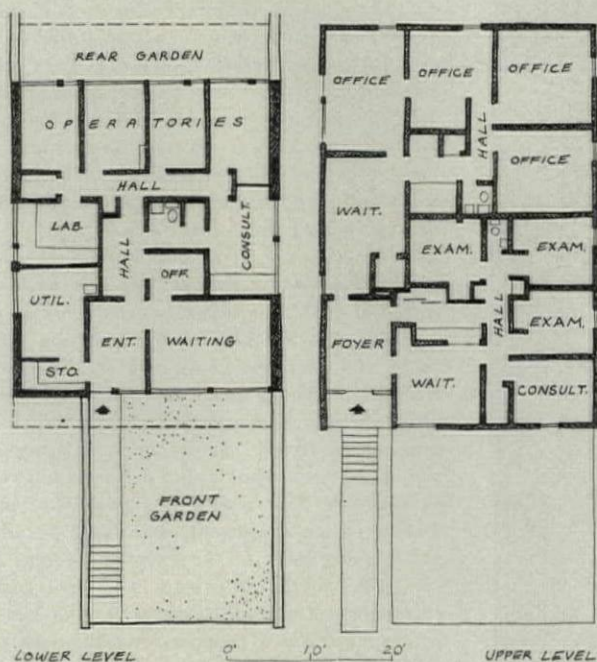 REAR GARDEN
OPERATORIES
HALL
LAB.
HALL
CONSULT.
OFF.
UTIL.
ENT.
WAITING
STO.
FRONT
GARDEN
LOWER LEVEL
OFFICE
OFFICE
OFFICE
HALL
OFFICE
WAIT.
EXAM.
EXAM.
HALL
EXAM.
FOYER
WAIT.
CONSULT.
0' 10' 20'
UPPER LEVEL